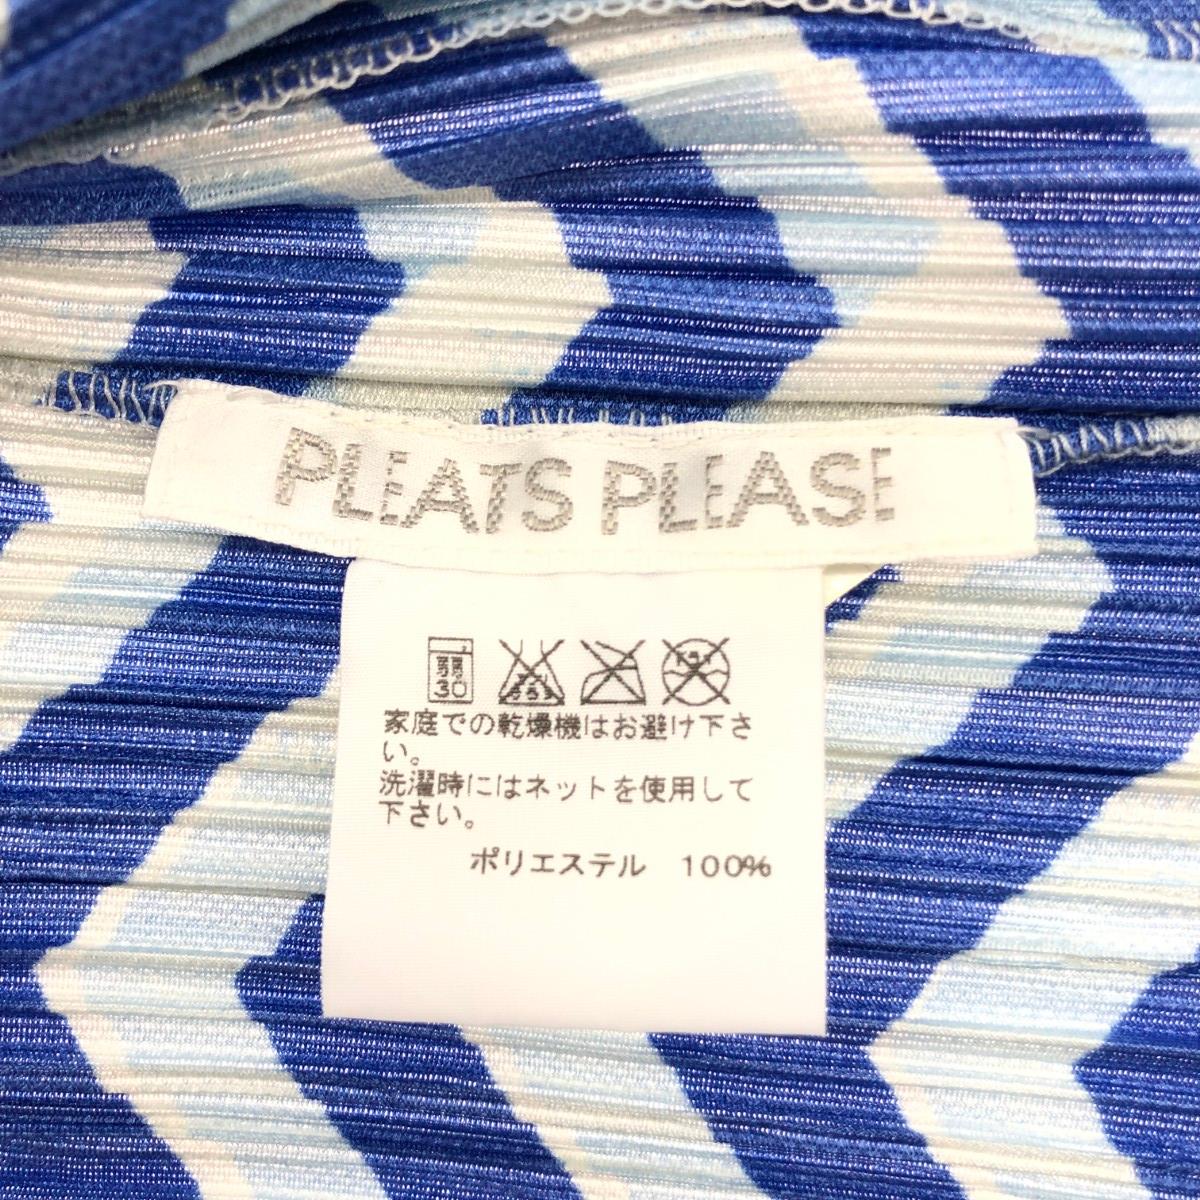 PLEATS PLEASE
弱 30
家庭での乾燥機はお避け下さ
い。
洗濯時にはネットを使用して
下さい。
ポリエステル 100%